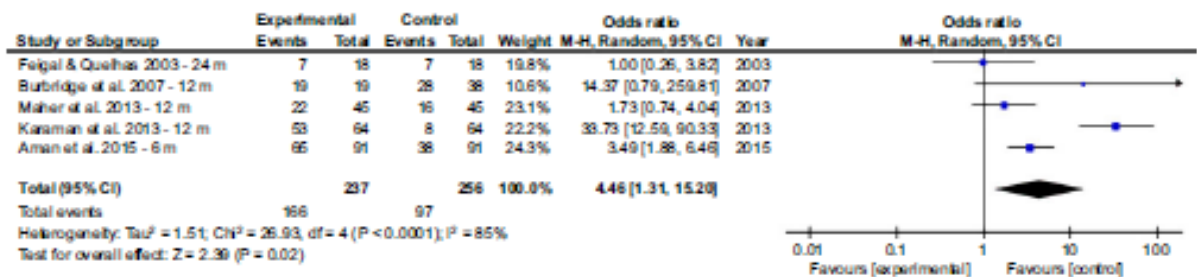 Experimental Control Odds ratio Odds ratio
Study or Subgroup Events Total Events Total Weight M-H, Random, 95% CI Year M-H, Random, 95% CI
Feigal & Quelhas 2003 - 24 m 7 18 7 18 19.8% 1.00 [0.26, 3.82] 2003
Burbridge et al. 2007 - 12 m 19 19 28 38 10.6% 14.37 [0.79, 259.81] 2007
Maher et al. 2013 - 12 m 22 45 16 45 23.1% 1.73 [0.74, 4.04] 2013
Karaman et al. 2013 - 12 m 53 64 8 64 22.2% 33.73 [12.59, 90.33] 2013
Aman et al. 2015 - 6 m 65 91 38 91 24.3% 3.49 [1.88, 6.46] 2015
Total (95% CI) 237 256 100.0% 4.46 [1.31, 15.20]
Total events 166 97
Heterogeneity: Tau² = 1.51; Chi² = 26.93, df = 4 (P < 0.0001); I² = 85%
Test for overall effect: Z = 2.39 (P = 0.02)
0.01 0.1 1 10 100
Favours [experimental] Favours [control]